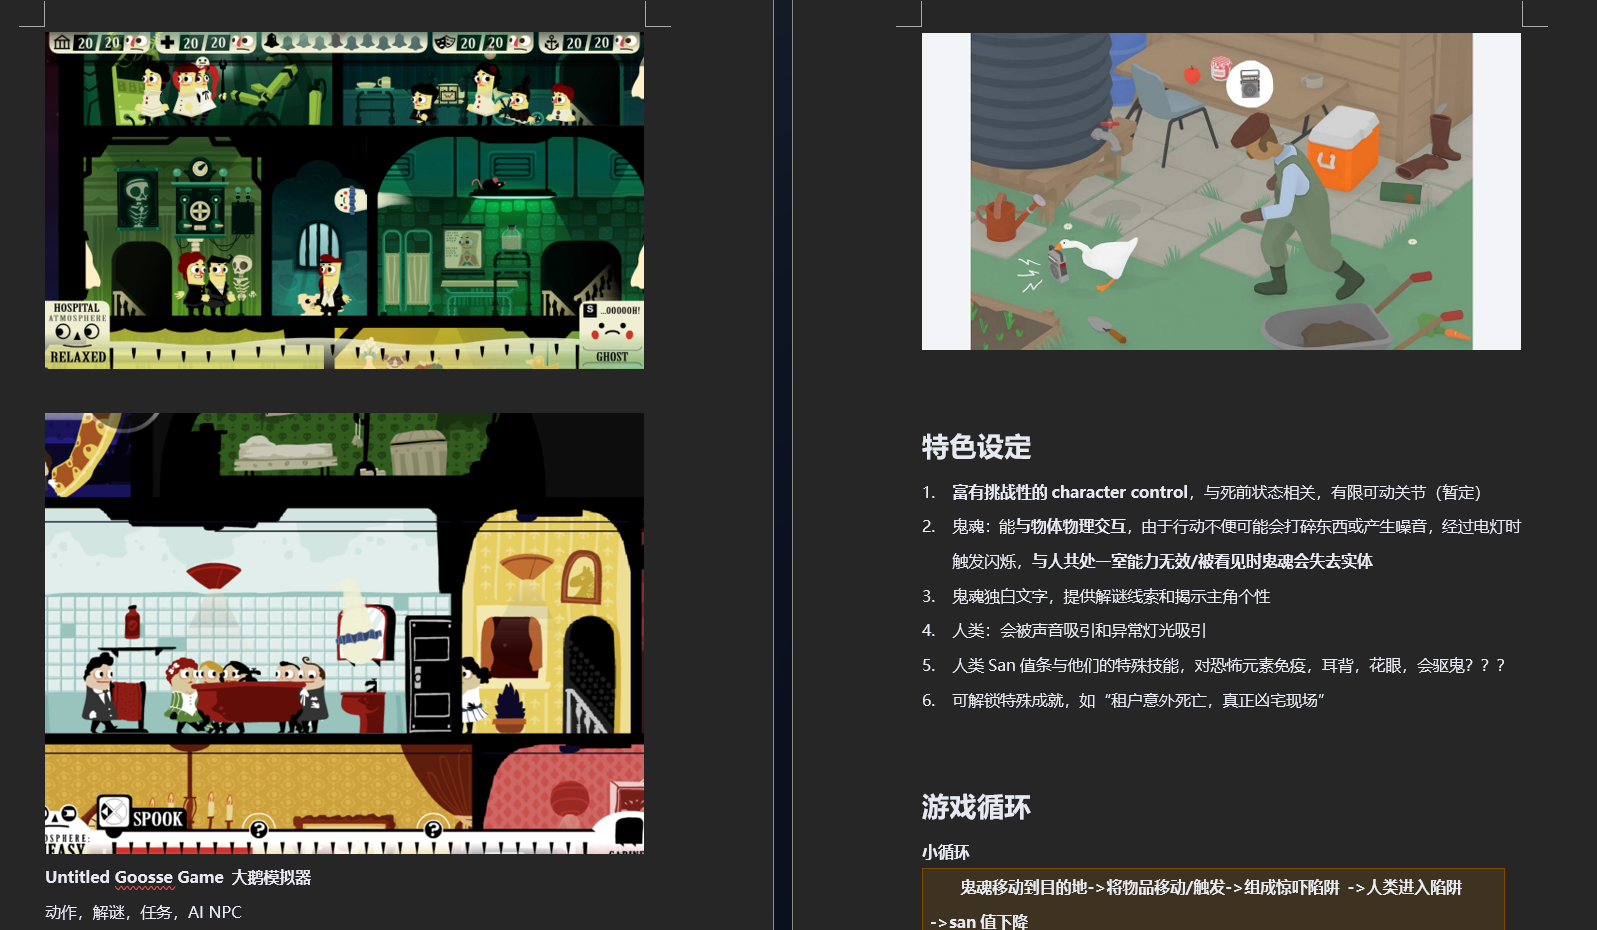 20 20 20 20 20 20 20 20
HOSPITAL
ATMOSPHERE
RELAXED
S ...OOOOH!
GHOST
SPOOK
OSPHERE:
EASY
Untitled Goosse Game 大鹅模拟器
动作，解谜，任务，AI NPC
特色设定
1. 富有挑战性的 character control，与死前状态相关，有限可动关节（暂定）
2. 鬼魂：能与物体物理交互，由于行动不便可能会打碎东西或产生噪音，经过电灯时
触发闪烁，与人共处一室能力无效/被看见时鬼魂会失去实体
3. 鬼魂独白文字，提供解谜线索和揭示主角个性
4. 人类：会被声音吸引和异常灯光吸引
5. 人类 San 值条与他们的特殊技能，对恐怖元素免疫，耳背，花眼，会驱鬼？？？
6. 可解锁特殊成就，如“租户意外死亡，真正凶宅现场”
游戏循环
小循环
鬼魂移动到目的地->将物品移动/触发->组成惊吓陷阱 ->人类进入陷阱
->san 值下降